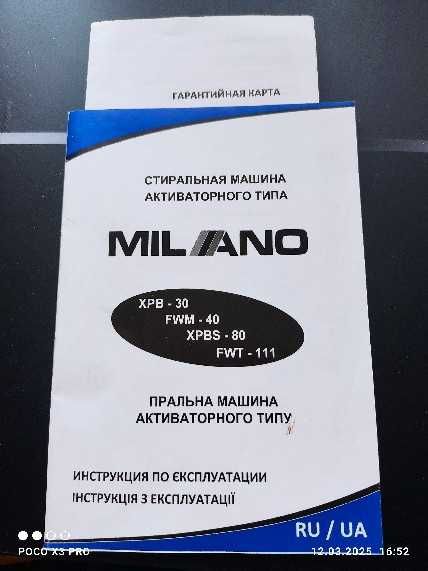 ГАРАНТИЙНАЯ КАРТА
СТИРАЛЬНАЯ МАШИНА
АКТИВАТОРНОГО ТИПА
MILANO
XPB - 30
FWM - 40
XPBS - 80
FWT - 111
ПРАЛЬНА МАШИНА
АКТИВАТОРНОГО ТИПУ
ИНСТРУКЦИЯ ПО ЄКСПЛУАТАЦИИ
ІНСТРУКЦІЯ З ЕКСПЛУАТАЦІЇ
RU / UA
POCO X3 PRO
12.03.2025 16:52